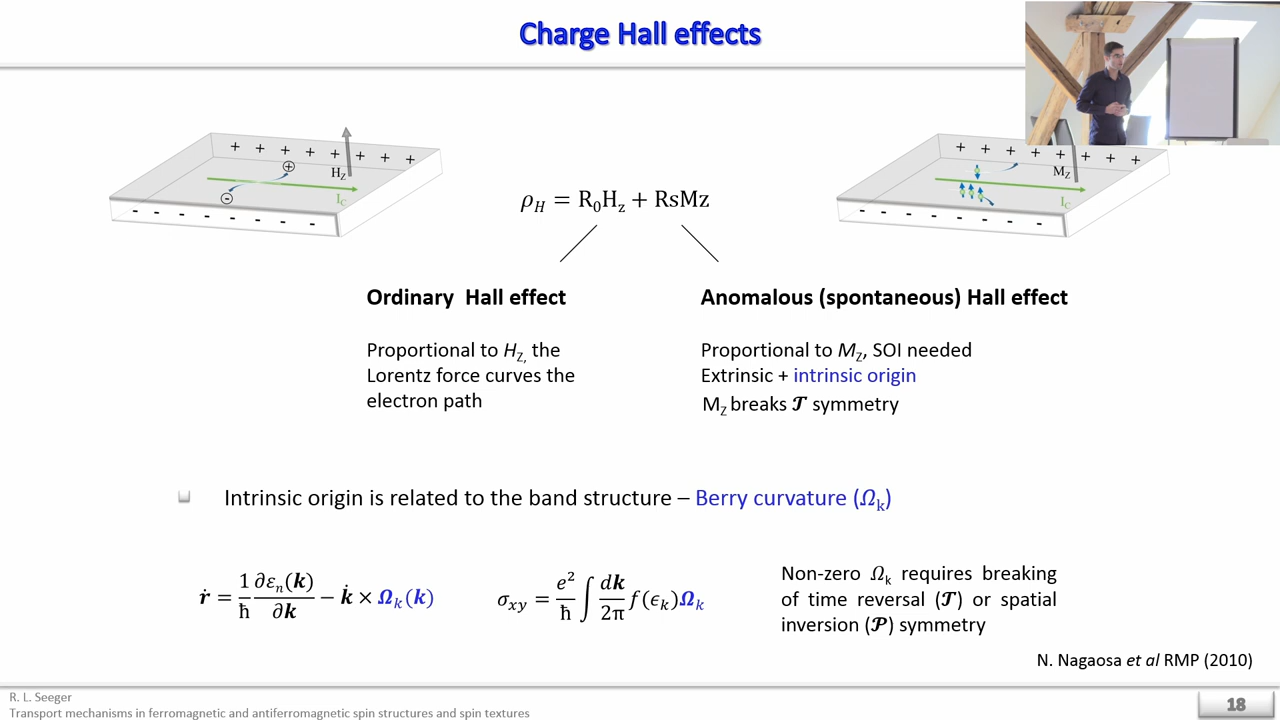 Charge Hall effects
+ + + + + + + +
H_Z
⊕
⊖
I_C
- - - - - - - -
ρ_H = R_0H_z + RsMz
+ + + + + + + +
M_Z
I_C
- - - - - - - -
Ordinary Hall effect
Proportional to H_Z, the
Lorentz force curves the
electron path
Anomalous (spontaneous) Hall effect
Proportional to M_Z, SOI needed
Extrinsic + intrinsic origin
M_Z breaks 𝓣 symmetry
Intrinsic origin is related to the band structure – Berry curvature (Ω_k)
ṙ = 1/ħ ∂ε_n(k)/∂k − k̇ × Ω_k(k)
σ_xy = e²/ħ ∫ dk/2π f(ϵ_k)Ω_k
Non-zero Ω_k requires breaking
of time reversal (𝓣) or spatial
inversion (𝓟) symmetry
N. Nagaosa et al RMP (2010)
R. L. Seeger
Transport mechanisms in ferromagnetic and antiferromagnetic spin structures and spin textures
18